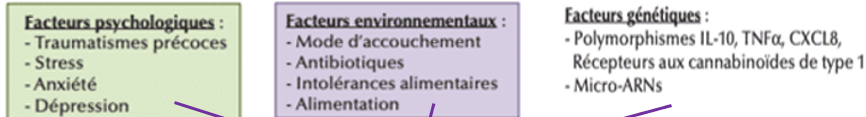 Facteurs psychologiques :
- Traumatismes précoces
- Stress
- Anxiété
- Dépression
Facteurs environnementaux :
- Mode d'accouchement
- Antibiotiques
- Intolérances alimentaires
- Alimentation
Facteurs génétiques :
- Polymorphismes IL-10, TNFα, CXCL8,
Récepteurs aux cannabinoïdes de type 1
- Micro-ARNs